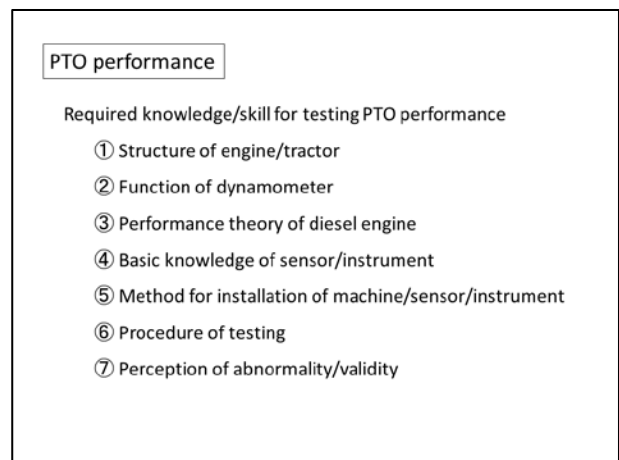 PTO performance
Required knowledge/skill for testing PTO performance
① Structure of engine/tractor
② Function of dynamometer
③ Performance theory of diesel engine
④ Basic knowledge of sensor/instrument
⑤ Method for installation of machine/sensor/instrument
⑥ Procedure of testing
⑦ Perception of abnormality/validity